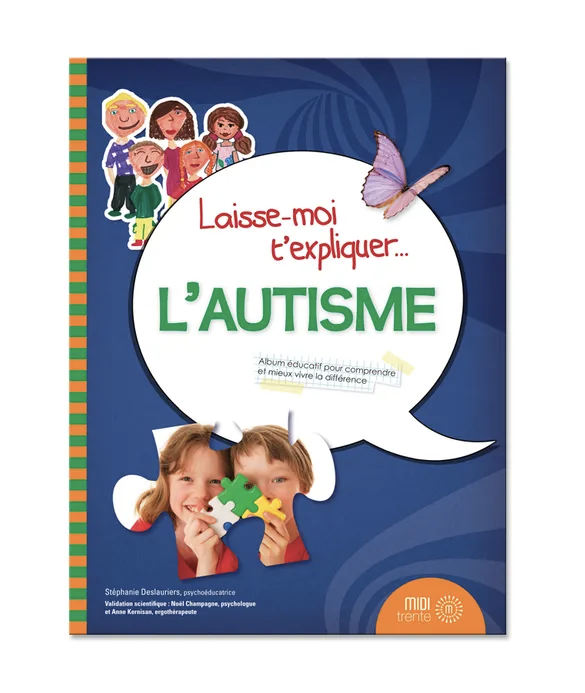 Laisse-moi
t'expliquer...
L'AUTISME
Album éducatif pour comprendre
et mieux vivre la différence
Stéphanie Deslauriers, psychoéducatrice
Validation scientifique : Noël Champagne, psychologue
et Anne Kernisan, ergothérapeute
MIDI
trente
m